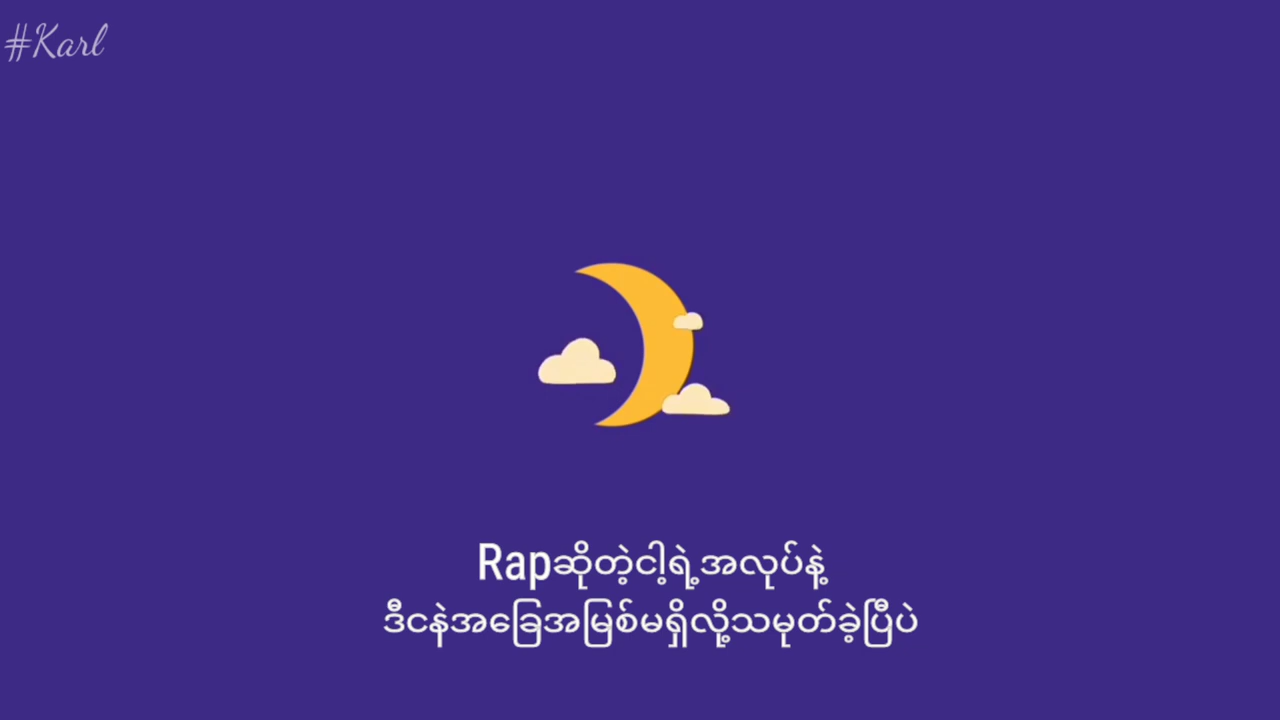 #Karl
Rapဆိုတဲ့ငါ့ရဲ့အလုပ်နဲ့
ဒီငနဲအခြေအမြစ်မရှိလို့သမုတ်ခဲ့ပြီပဲ